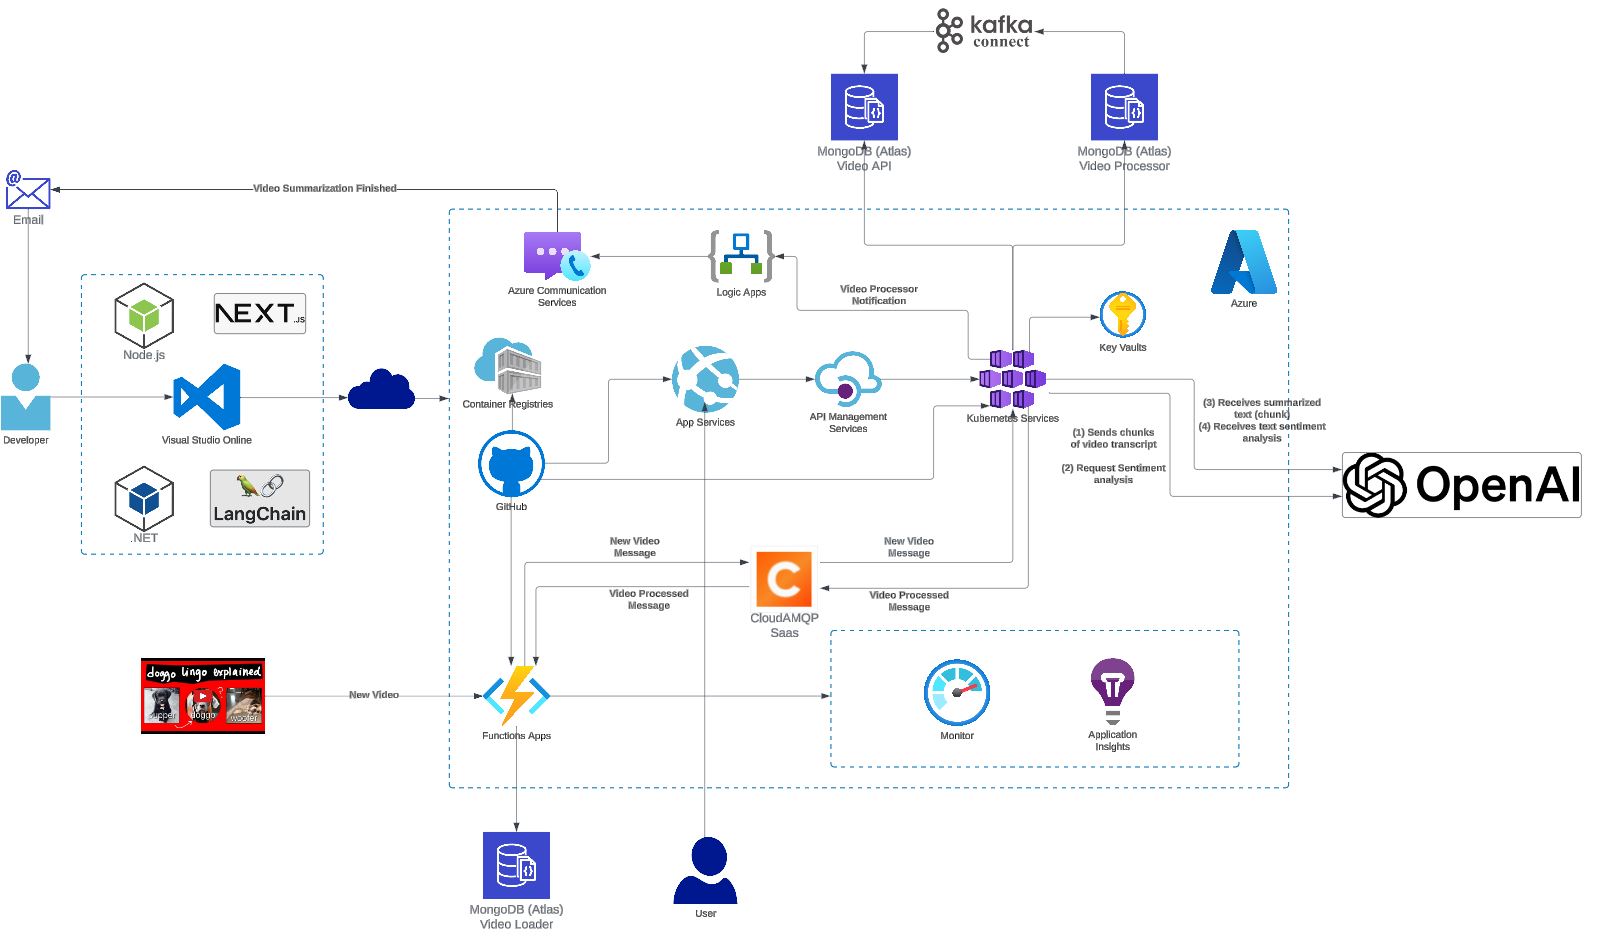 kafka
connect
MongoDB (Atlas)
Video API
MongoDB (Atlas)
Video Processor
@
Email
Video Summarization Finished
Azure Communication
Services
Logic Apps
Video Processor
Notification
Azure
Key Vaults
Node.js
NEXT.JS
Container Registries
App Services
API Management
Services
Kubernetes Services
Developer
Visual Studio Online
(3) Receives summarized
text (chunk)
(4) Receives text sentiment
analysis
(1) Sends chunks
of video transcript
(2) Request Sentiment
analysis
OpenAI
.NET
LangChain
GitHub
New Video
Message
New Video
Message
C
Video Processed
Message
Video Processed
Message
CloudAMQP
Saas
doggo lingo explained
pupper
doggo
woofer
New Video
Functions Apps
Monitor
Application
Insights
MongoDB (Atlas)
Video Loader
User